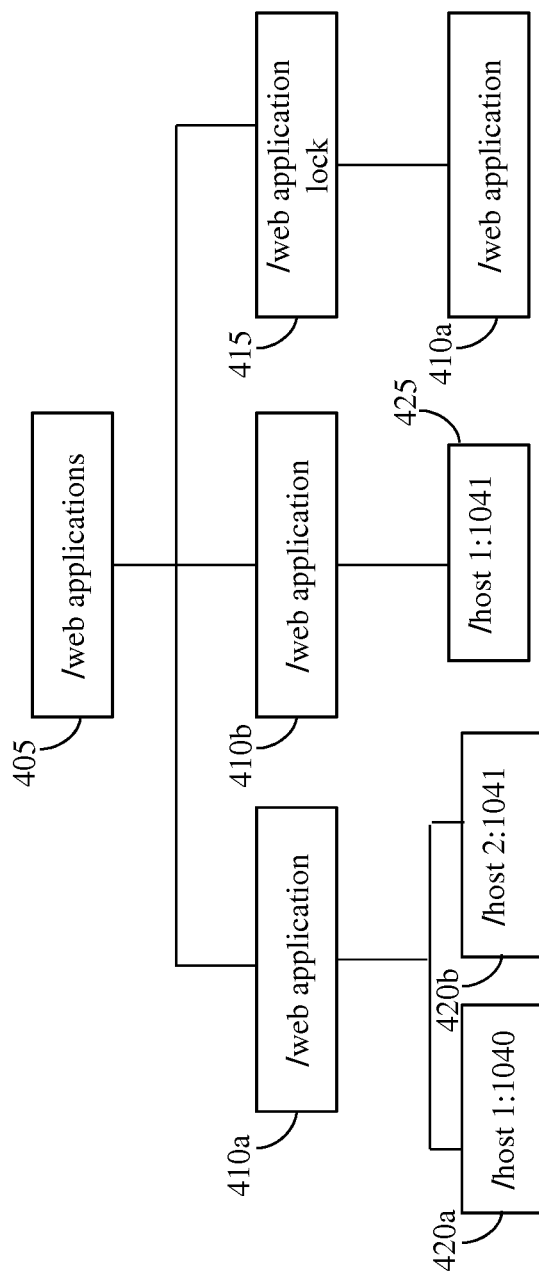 405
/web applications
410a
/web application
410b
/web application
415
/web application
lock
420a
/host 1:1040
420b
/host 2:1041
425
/host 1:1041
410a
/web application